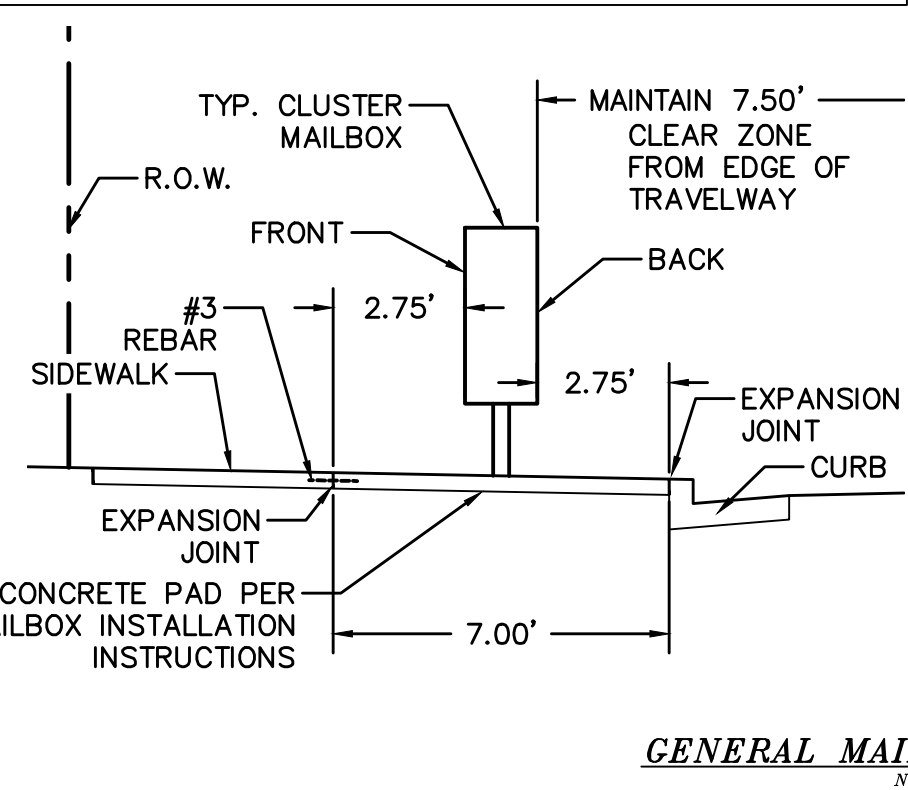 TYP. CLUSTER
MAILBOX
MAINTAIN 7.50'
CLEAR ZONE
FROM EDGE OF
TRAVELWAY
R.O.W.
FRONT
BACK
#3
REBAR
2.75'
SIDEWALK
2.75'
EXPANSION
JOINT
CURB
EXPANSION
JOINT
CONCRETE PAD PER
ILBOX INSTALLATION
INSTRUCTIONS
7.00'
GENERAL MAI
N